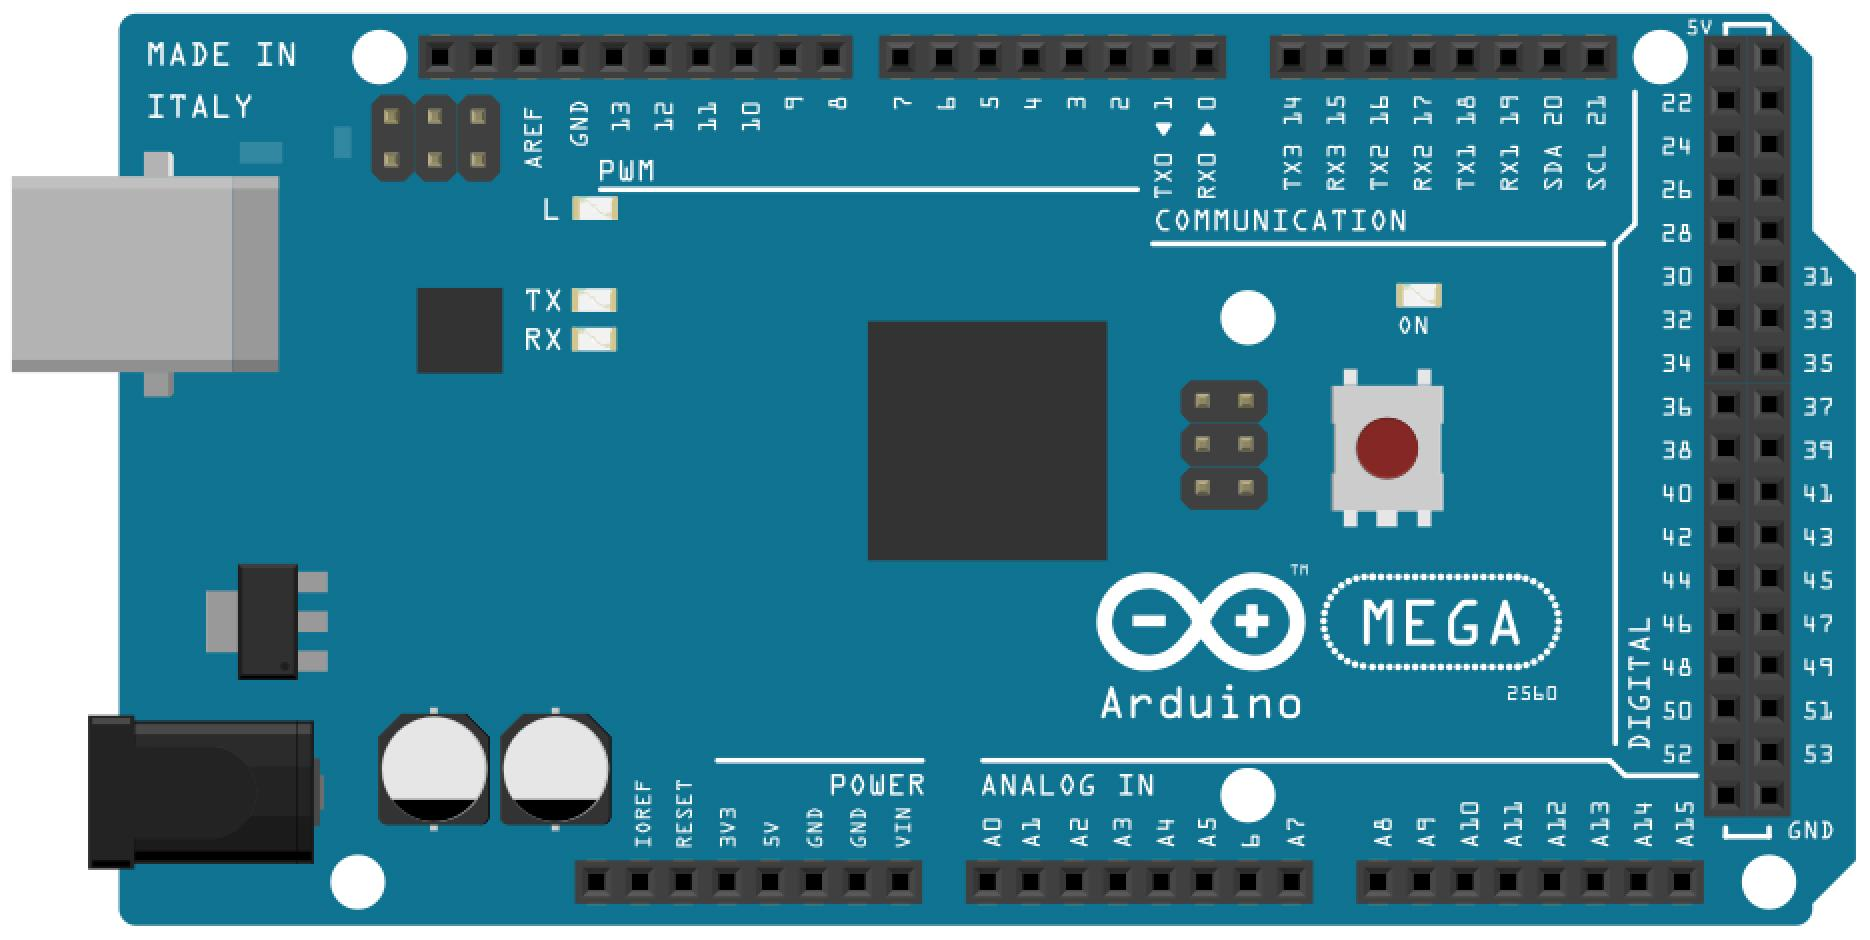 MADE IN
ITALY
5V
AREF
GND
13
12
11
10
9
8
7
6
5
4
3
2
TX0 ◀ 1
RX0 ▶ 0
TX3 14
RX3 15
TX2 16
RX2 17
TX1 18
RX1 19
SDA 20
SCL 21
PWM
COMMUNICATION
L
TX
RX
ON
22
24
26
28
30 31
32 33
34 35
36 37
38 39
40 41
42 43
44 45
46 47
48 49
50 51
52 53
DIGITAL
TM
MEGA
2560
Arduino
POWER
ANALOG IN
IOREF
RESET
3V3
5V
GND
GND
VIN
A0
A1
A2
A3
A4
A5
6
A7
A8
A9
A10
A11
A12
A13
A14
A15
GND